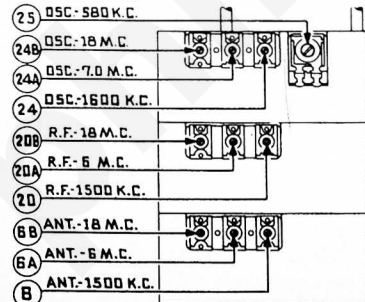 25 OSC-580 K.C.
24B OSC-18 M.C.
24A OSC-7.0 M.C.
24 OSC-1600 K.C.
20B R.F.-18 M.C.
20A R.F.-6 M.C.
20 R.F.-1500 K.C.
6B ANT.-18 M.C.
6A ANT.-6 M.C.
8 ANT.-1500 K.C.